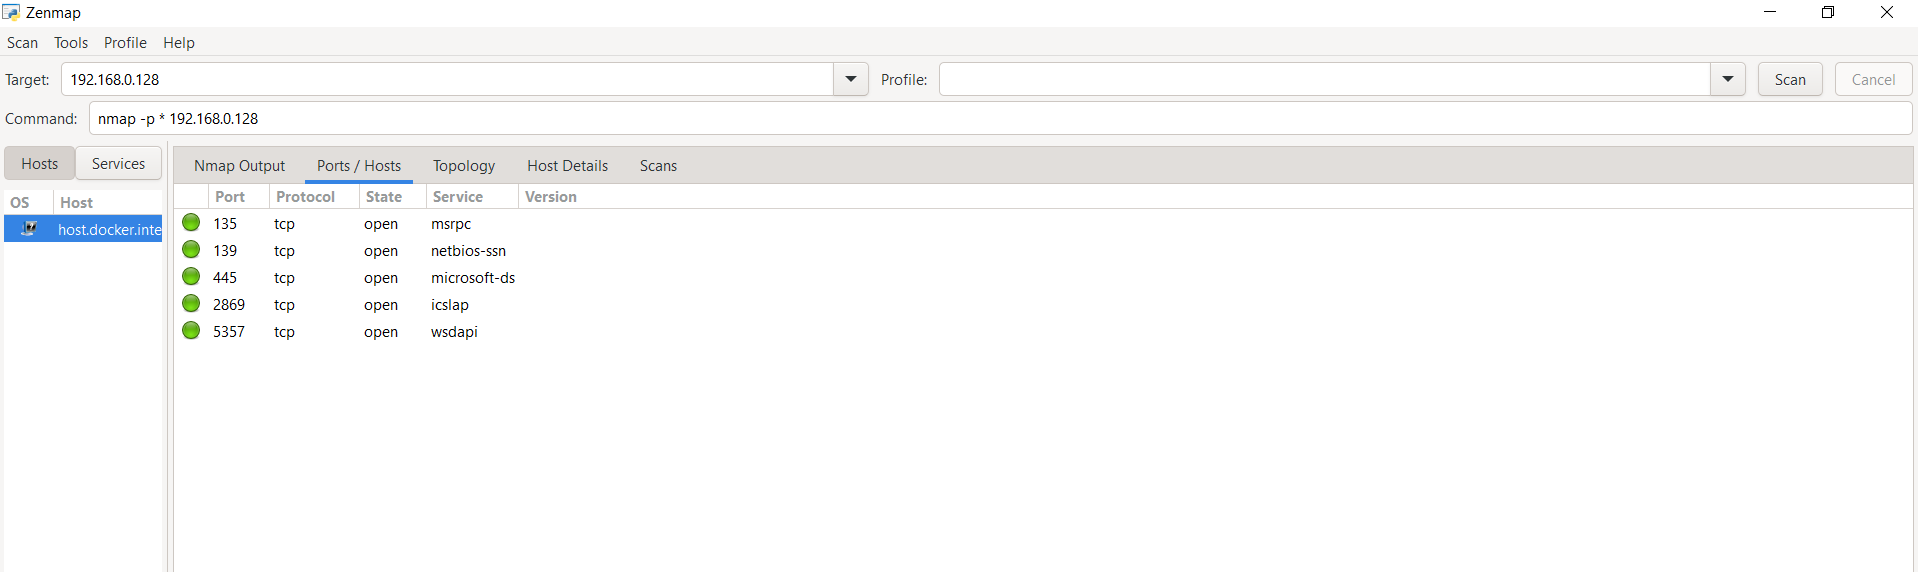 Zenmap
Scan Tools Profile Help
Target: 192.168.0.128 Profile: Scan Cancel
Command: nmap -p * 192.168.0.128
Hosts Services Nmap Output Ports / Hosts Topology Host Details Scans
OS Host Port Protocol State Service Version
host.docker.inte 135 tcp open msrpc
139 tcp open netbios-ssn
445 tcp open microsoft-ds
2869 tcp open icslap
5357 tcp open wsdapi